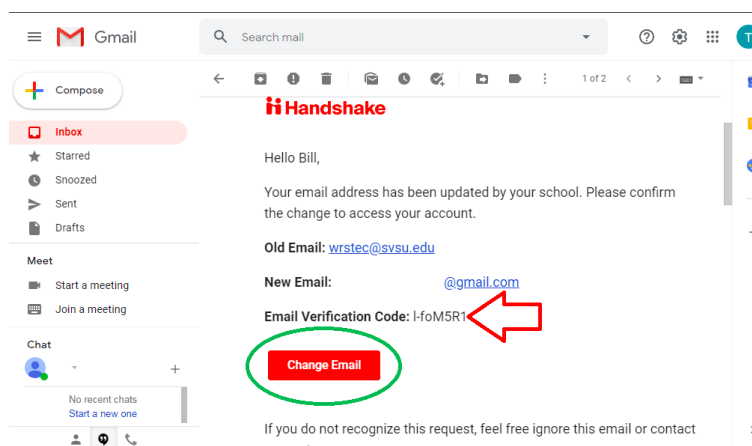 Gmail
Search mail
T
Compose
1 of 2
Handshake
Inbox
Starred
Snoozed
Sent
Drafts
Hello Bill,
Your email address has been updated by your school. Please confirm
the change to access your account.
Old Email: wrstec@svsu.edu
New Email: @gmail.com
Email Verification Code: l-foM5R1
Change Email
If you do not recognize this request, feel free ignore this email or contact
Meet
Start a meeting
Join a meeting
Chat
No recent chats
Start a new one